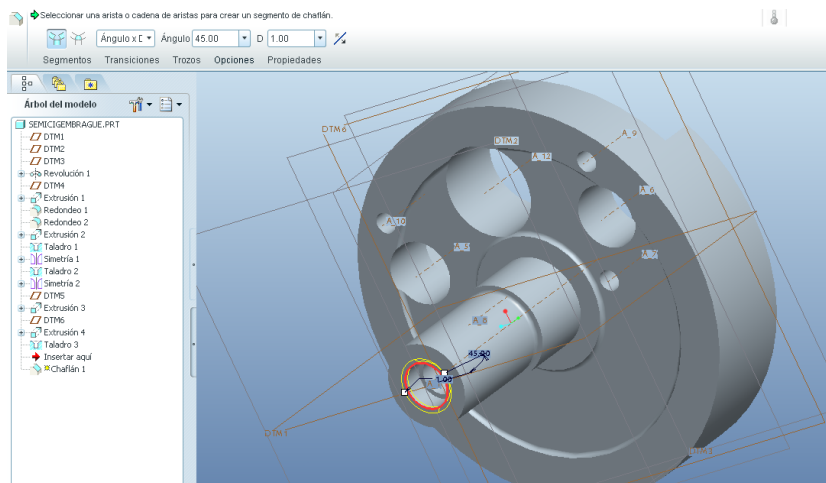 Seleccionar una arista o cadena de aristas para crear un segmento de chaflán.
Ángulo x D Ángulo 45.00 D 1.00
Segmentos Transiciones Trozos Opciones Propiedades
Árbol del modelo
SEMICIGEMBRAGUE.PRT
DTM1
DTM2
DTM3
Revolución 1
DTM4
Extrusión 1
Redondeo 1
Redondeo 2
Extrusión 2
Taladro 1
Simetría 1
Taladro 2
Simetría 2
DTM5
Extrusión 3
DTM6
Extrusión 4
Taladro 3
Insertar aquí
Chaflán 1
DTM6
DTM2
A_9
A_12
A_6
A_10
A_5
A_8
45.00
1.00
DTM3